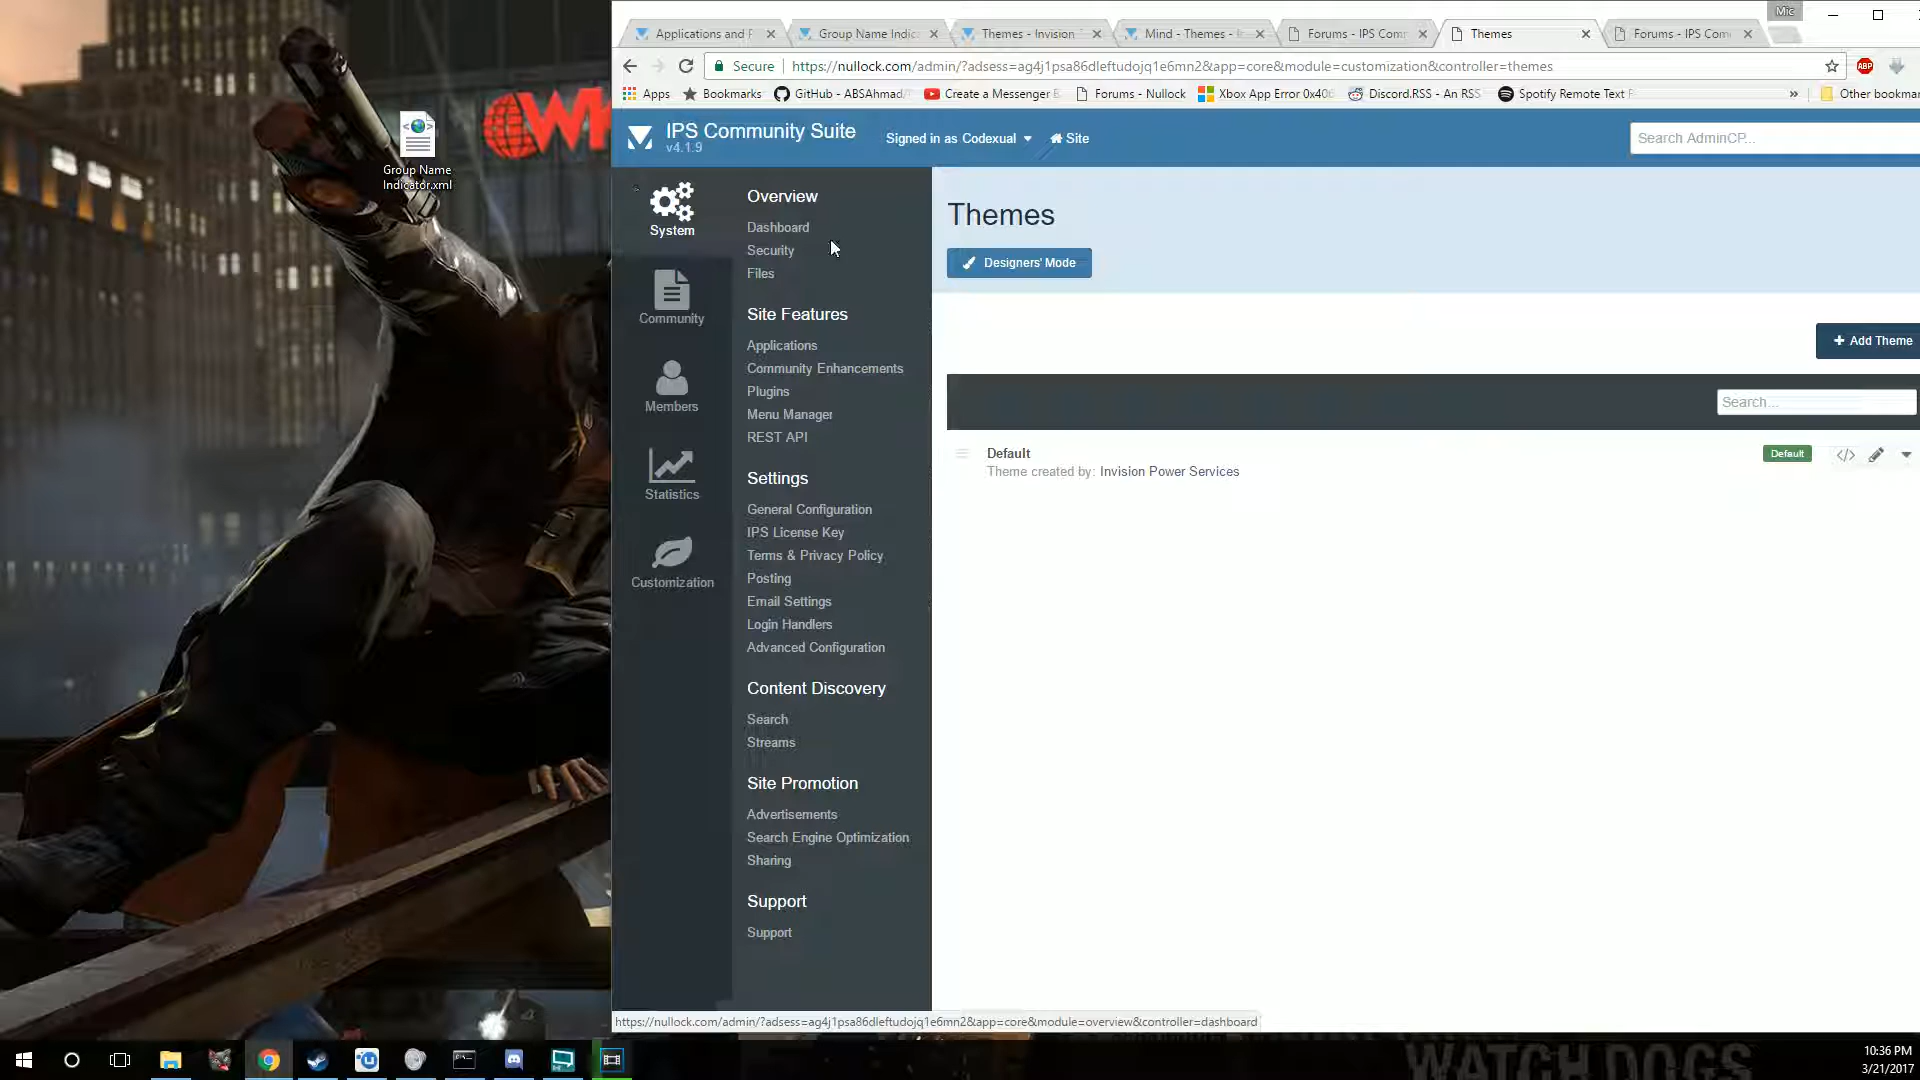 Mic
Applications and P
Group Name Indic
Themes - Invision
Mind - Themes - I
Forums - IPS Com
Themes
Forums - IPS Com
Secure
https://nullock.com/admin/?adsess=ag4j1psa86dleftudojq1e6mn2&app=core&module=customization&controller=themes
ABP
Apps
Bookmarks
GitHub - ABSAhmad/
Create a Messenger B
Forums - Nullock
Xbox App Error 0x406
Discord.RSS - An RSS
Spotify Remote Text F
»
Other bookmar
IPS Community Suite
v4.1.9
Signed in as Codexual
Site
Search AdminCP...
Group Name
Indicator.xml
System
Community
Members
Statistics
Customization
Overview
Dashboard
Security
Files
Site Features
Applications
Community Enhancements
Plugins
Menu Manager
REST API
Settings
General Configuration
IPS License Key
Terms & Privacy Policy
Posting
Email Settings
Login Handlers
Advanced Configuration
Content Discovery
Search
Streams
Site Promotion
Advertisements
Search Engine Optimization
Sharing
Support
Support
Themes
Designers' Mode
+ Add Theme
Search...
Default
Default
Theme created by: Invision Power Services
https://nullock.com/admin/?adsess=ag4j1psa86dleftudojq1e6mn2&app=core&module=overview&controller=dashboard
WATCH DOGS
10:36 PM
3/21/2017